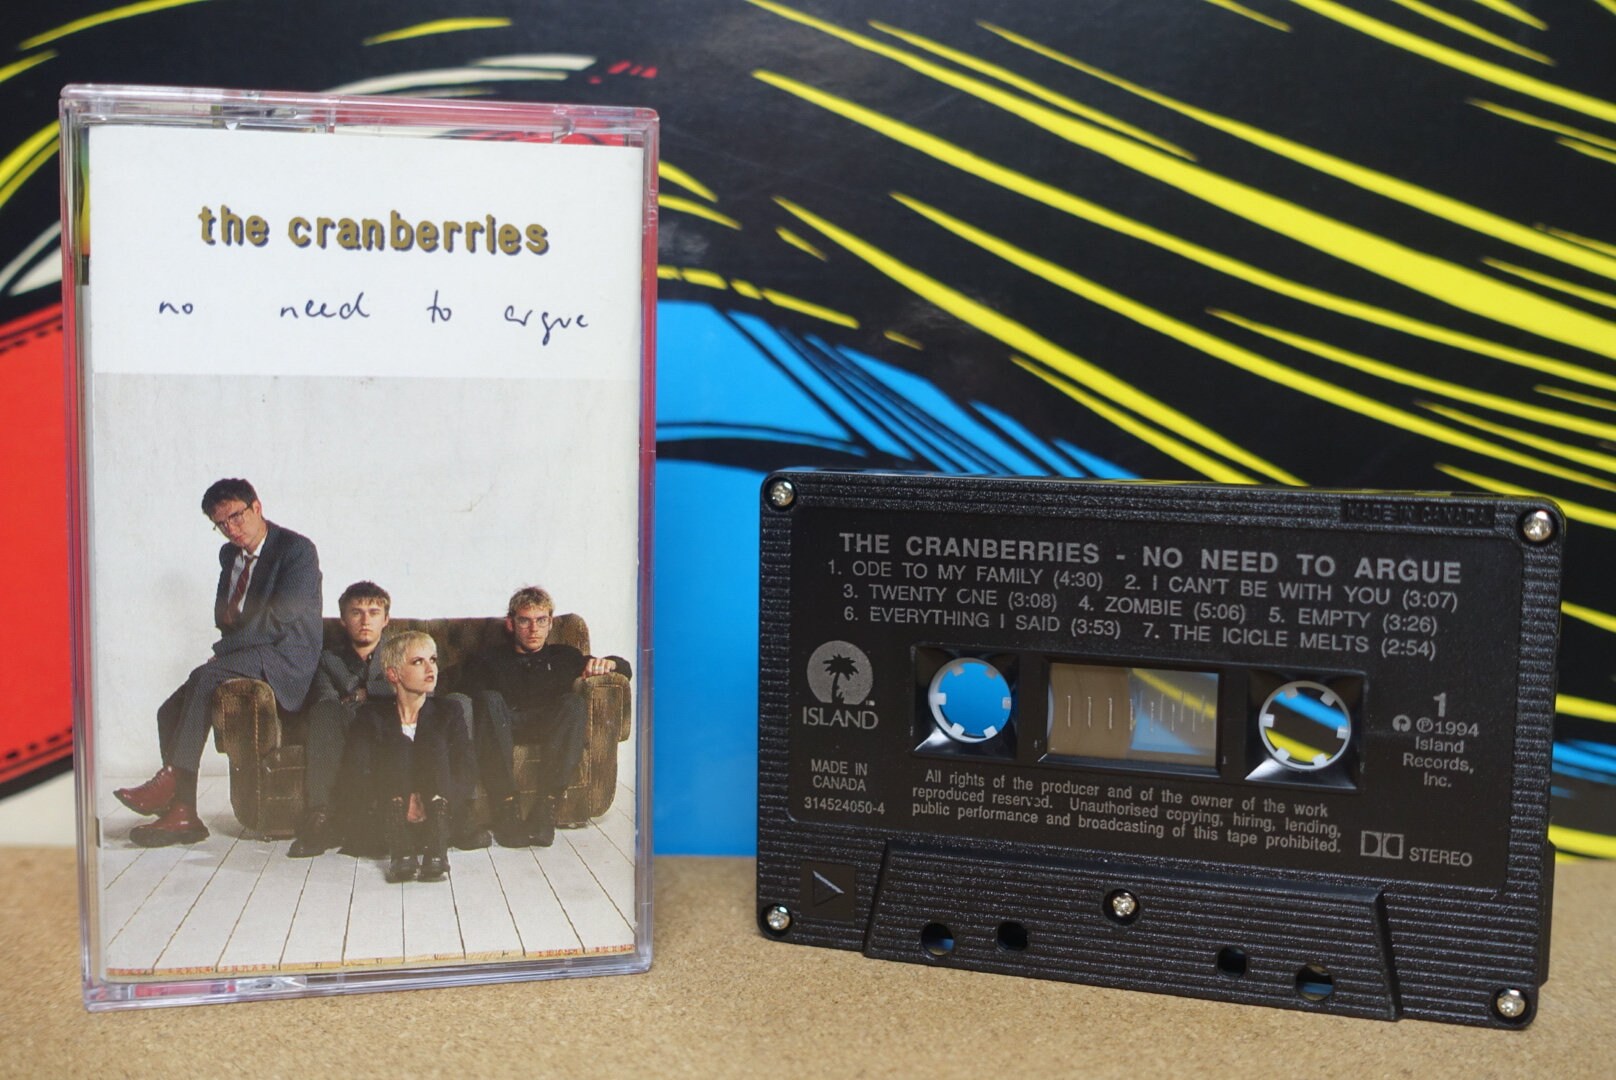 the cranberries
no need to argue
MADE IN CANADA
THE CRANBERRIES - NO NEED TO ARGUE
1. ODE TO MY FAMILY (4:30) 2. I CAN'T BE WITH YOU (3:07)
3. TWENTY ONE (3:08) 4. ZOMBIE (5:06) 5. EMPTY (3:26)
6. EVERYTHING I SAID (3:53) 7. THE ICICLE MELTS (2:54)
ISLAND
MADE IN
CANADA
314524050-4
1
℗1994
Island
Records,
Inc.
All rights of the producer and of the owner of the work
reproduced reserved. Unauthorised copying, hiring, lending,
public performance and broadcasting of this tape prohibited.
STEREO